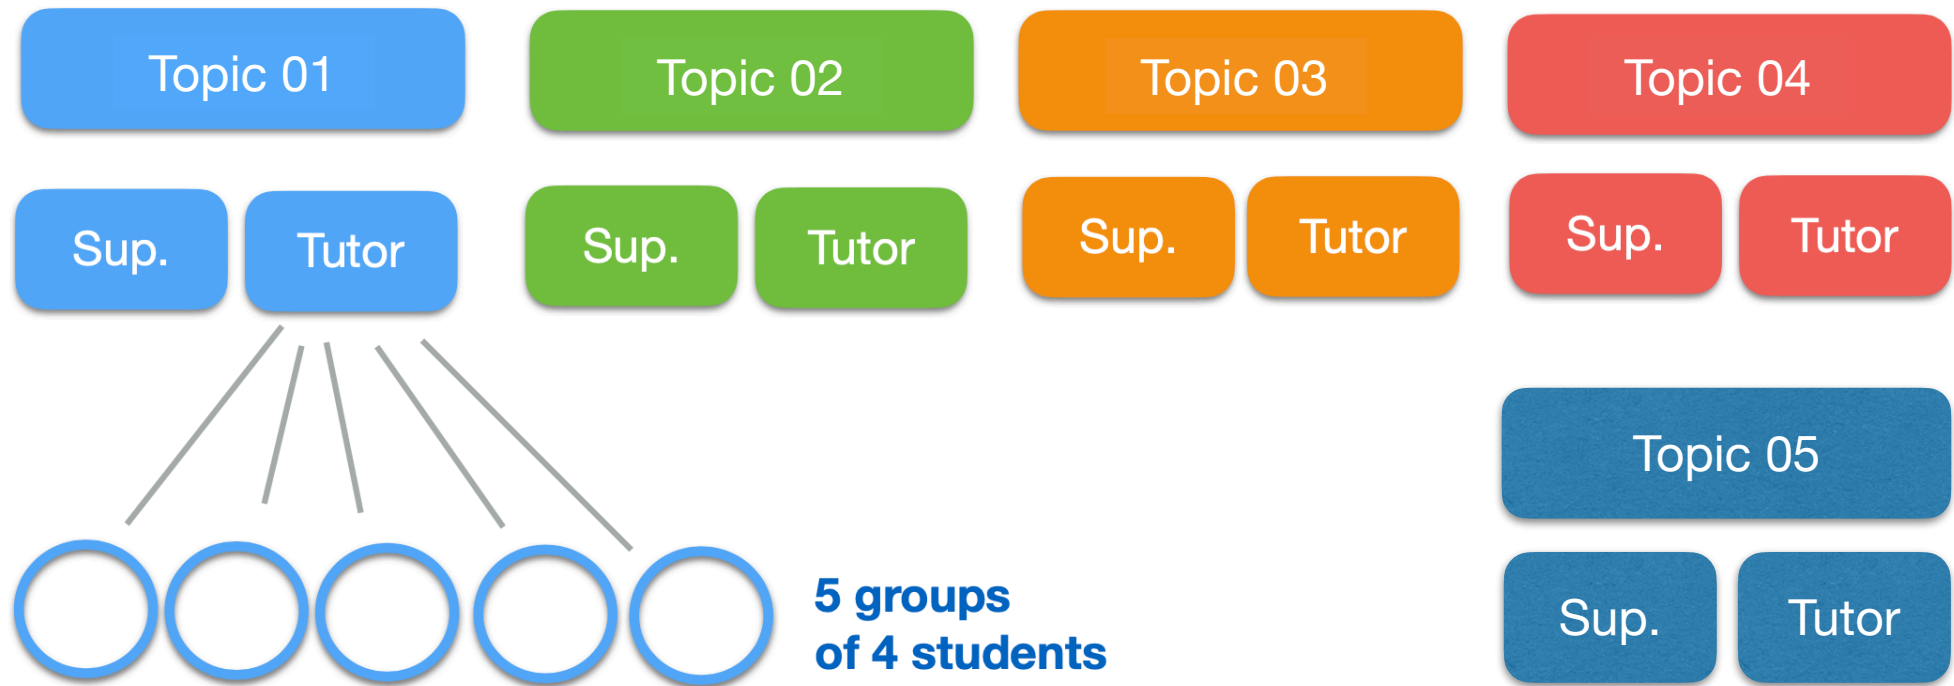 Topic 01
Topic 02
Topic 03
Topic 04
Sup.
Tutor
Sup.
Tutor
Sup.
Tutor
Sup.
Tutor
Topic 05
5 groups
of 4 students
Sup.
Tutor